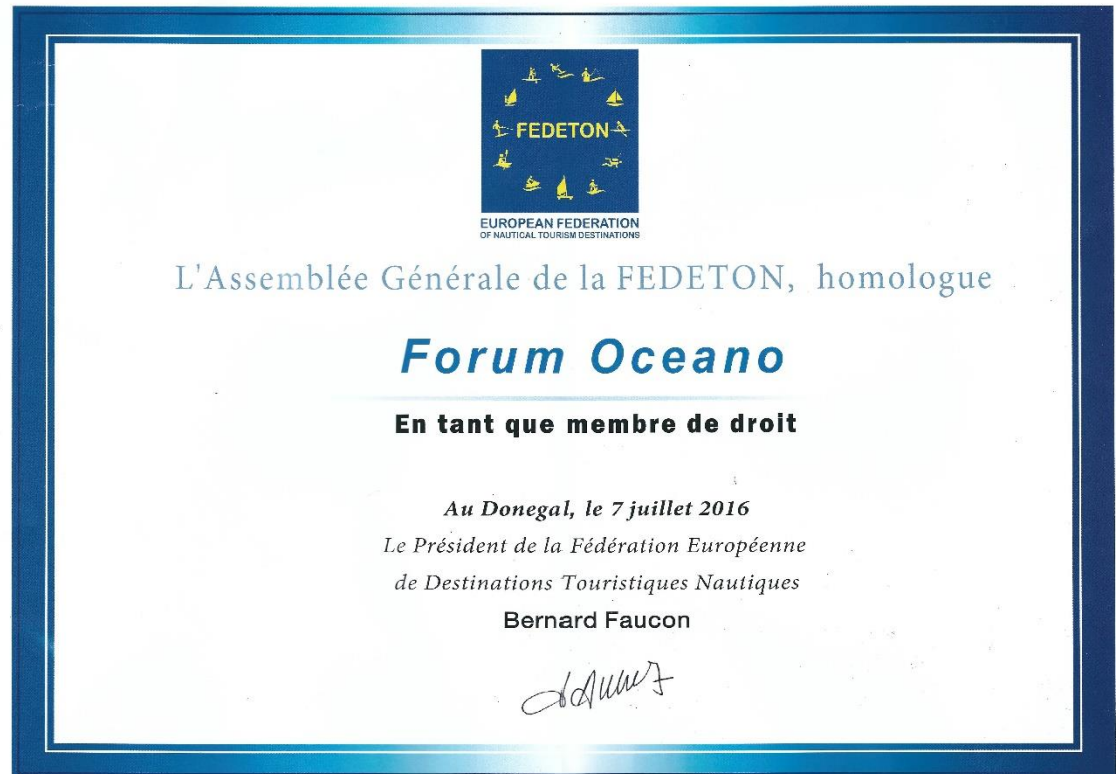 FEDETON
EUROPEAN FEDERATION
OF NAUTICAL TOURISM DESTINATIONS
L'Assemblée Générale de la FEDETON, homologue
Forum Oceano
En tant que membre de droit
Au Donegal, le 7 juillet 2016
Le Président de la Fédération Européenne
de Destinations Touristiques Nautiques
Bernard Faucon